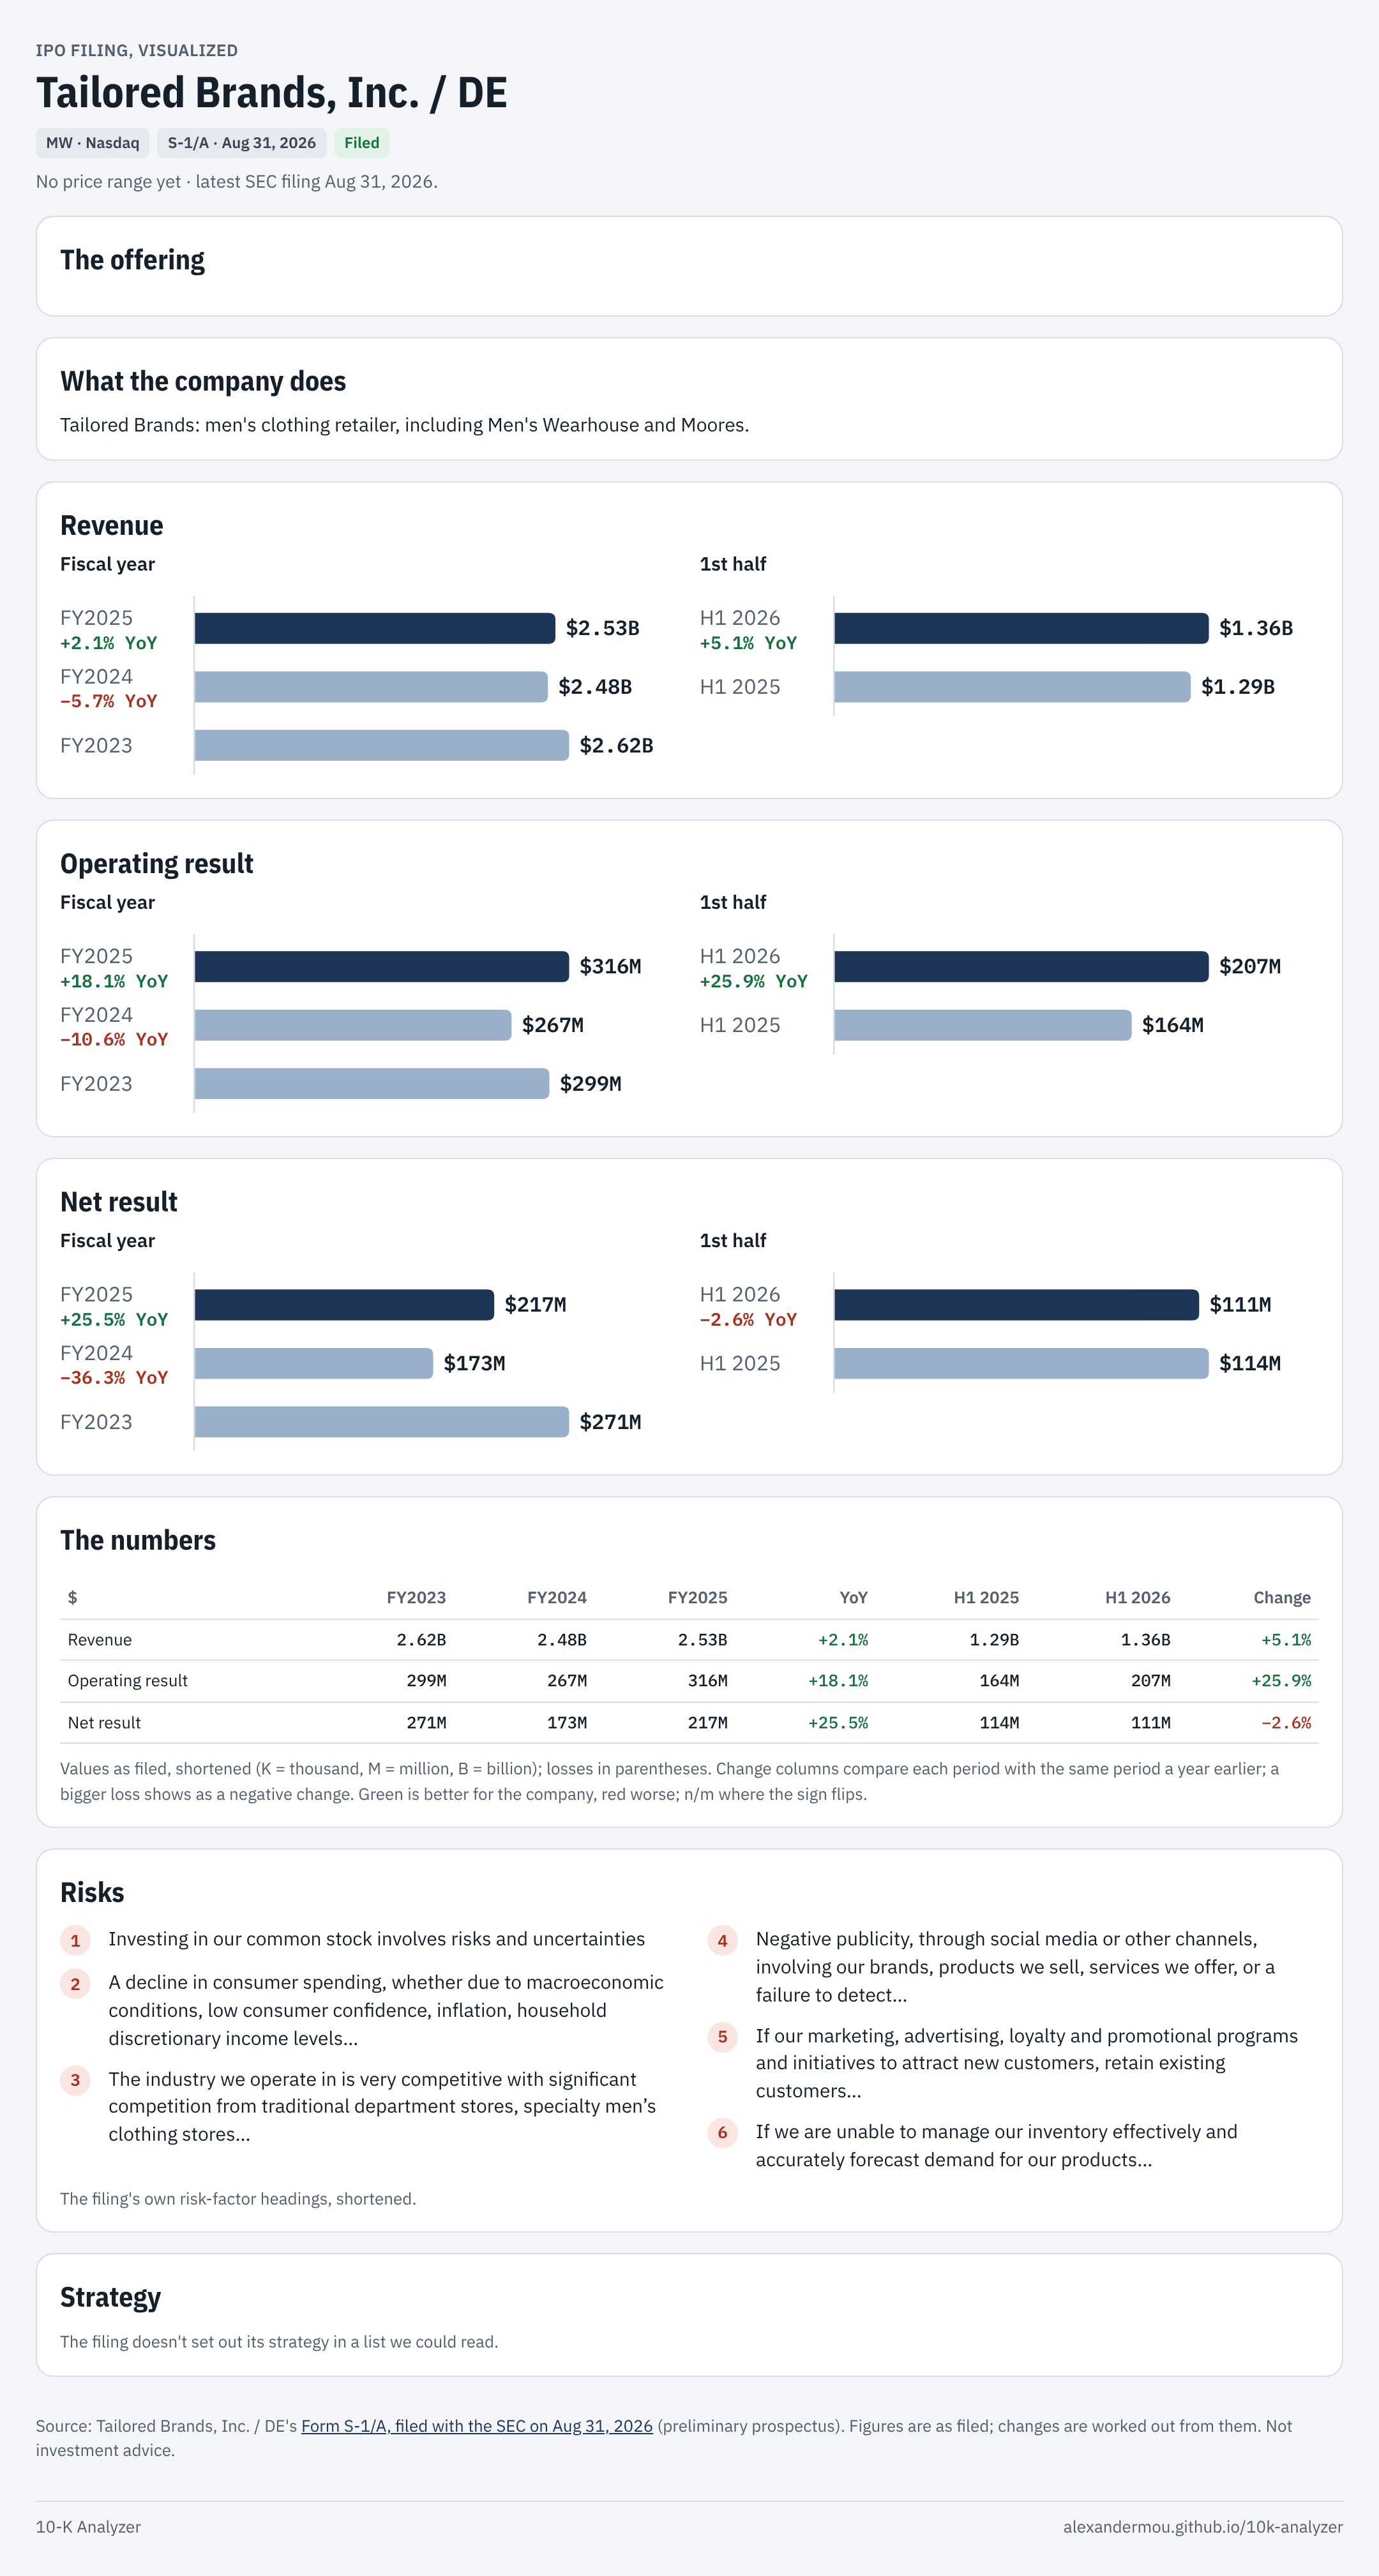 IPO FILING, VISUALIZED
Tailored Brands, Inc. / DE
MW · Nasdaq
S-1/A · Aug 31, 2026
Filed
No price range yet · latest SEC filing Aug 31, 2026.
The offering
What the company does
Tailored Brands: men's clothing retailer, including Men's Wearhouse and Moores.
Revenue
Fiscal year
FY2025
+2.1% YoY
$2.53B
FY2024
−5.7% YoY
$2.48B
FY2023
$2.62B
1st half
H1 2026
+5.1% YoY
$1.36B
H1 2025
$1.29B
Operating result
Fiscal year
FY2025
+18.1% YoY
$316M
FY2024
−10.6% YoY
$267M
FY2023
$299M
1st half
H1 2026
+25.9% YoY
$207M
H1 2025
$164M
Net result
Fiscal year
FY2025
+25.5% YoY
$217M
FY2024
−36.3% YoY
$173M
FY2023
$271M
1st half
H1 2026
−2.6% YoY
$111M
H1 2025
$114M
The numbers
$ FY2023 FY2024 FY2025 YoY H1 2025 H1 2026 Change
Revenue 2.62B 2.48B 2.53B +2.1% 1.29B 1.36B +5.1%
Operating result 299M 267M 316M +18.1% 164M 207M +25.9%
Net result 271M 173M 217M +25.5% 114M 111M −2.6%
Values as filed, shortened (K = thousand, M = million, B = billion); losses in parentheses. Change columns compare each period with the same period a year earlier; a
bigger loss shows as a negative change. Green is better for the company, red worse; n/m where the sign flips.
Risks
1 Investing in our common stock involves risks and uncertainties
2 A decline in consumer spending, whether due to macroeconomic
conditions, low consumer confidence, inflation, household
discretionary income levels…
3 The industry we operate in is very competitive with significant
competition from traditional department stores, specialty men’s
clothing stores…
4 Negative publicity, through social media or other channels,
involving our brands, products we sell, services we offer, or a
failure to detect…
5 If our marketing, advertising, loyalty and promotional programs
and initiatives to attract new customers, retain existing
customers…
6 If we are unable to manage our inventory effectively and
accurately forecast demand for our products…
The filing's own risk-factor headings, shortened.
Strategy
The filing doesn't set out its strategy in a list we could read.
Source: Tailored Brands, Inc. / DE's Form S-1/A, filed with the SEC on Aug 31, 2026 (preliminary prospectus). Figures are as filed; changes are worked out from them. Not
investment advice.
10-K Analyzer
alexandermou.github.io/10k-analyzer